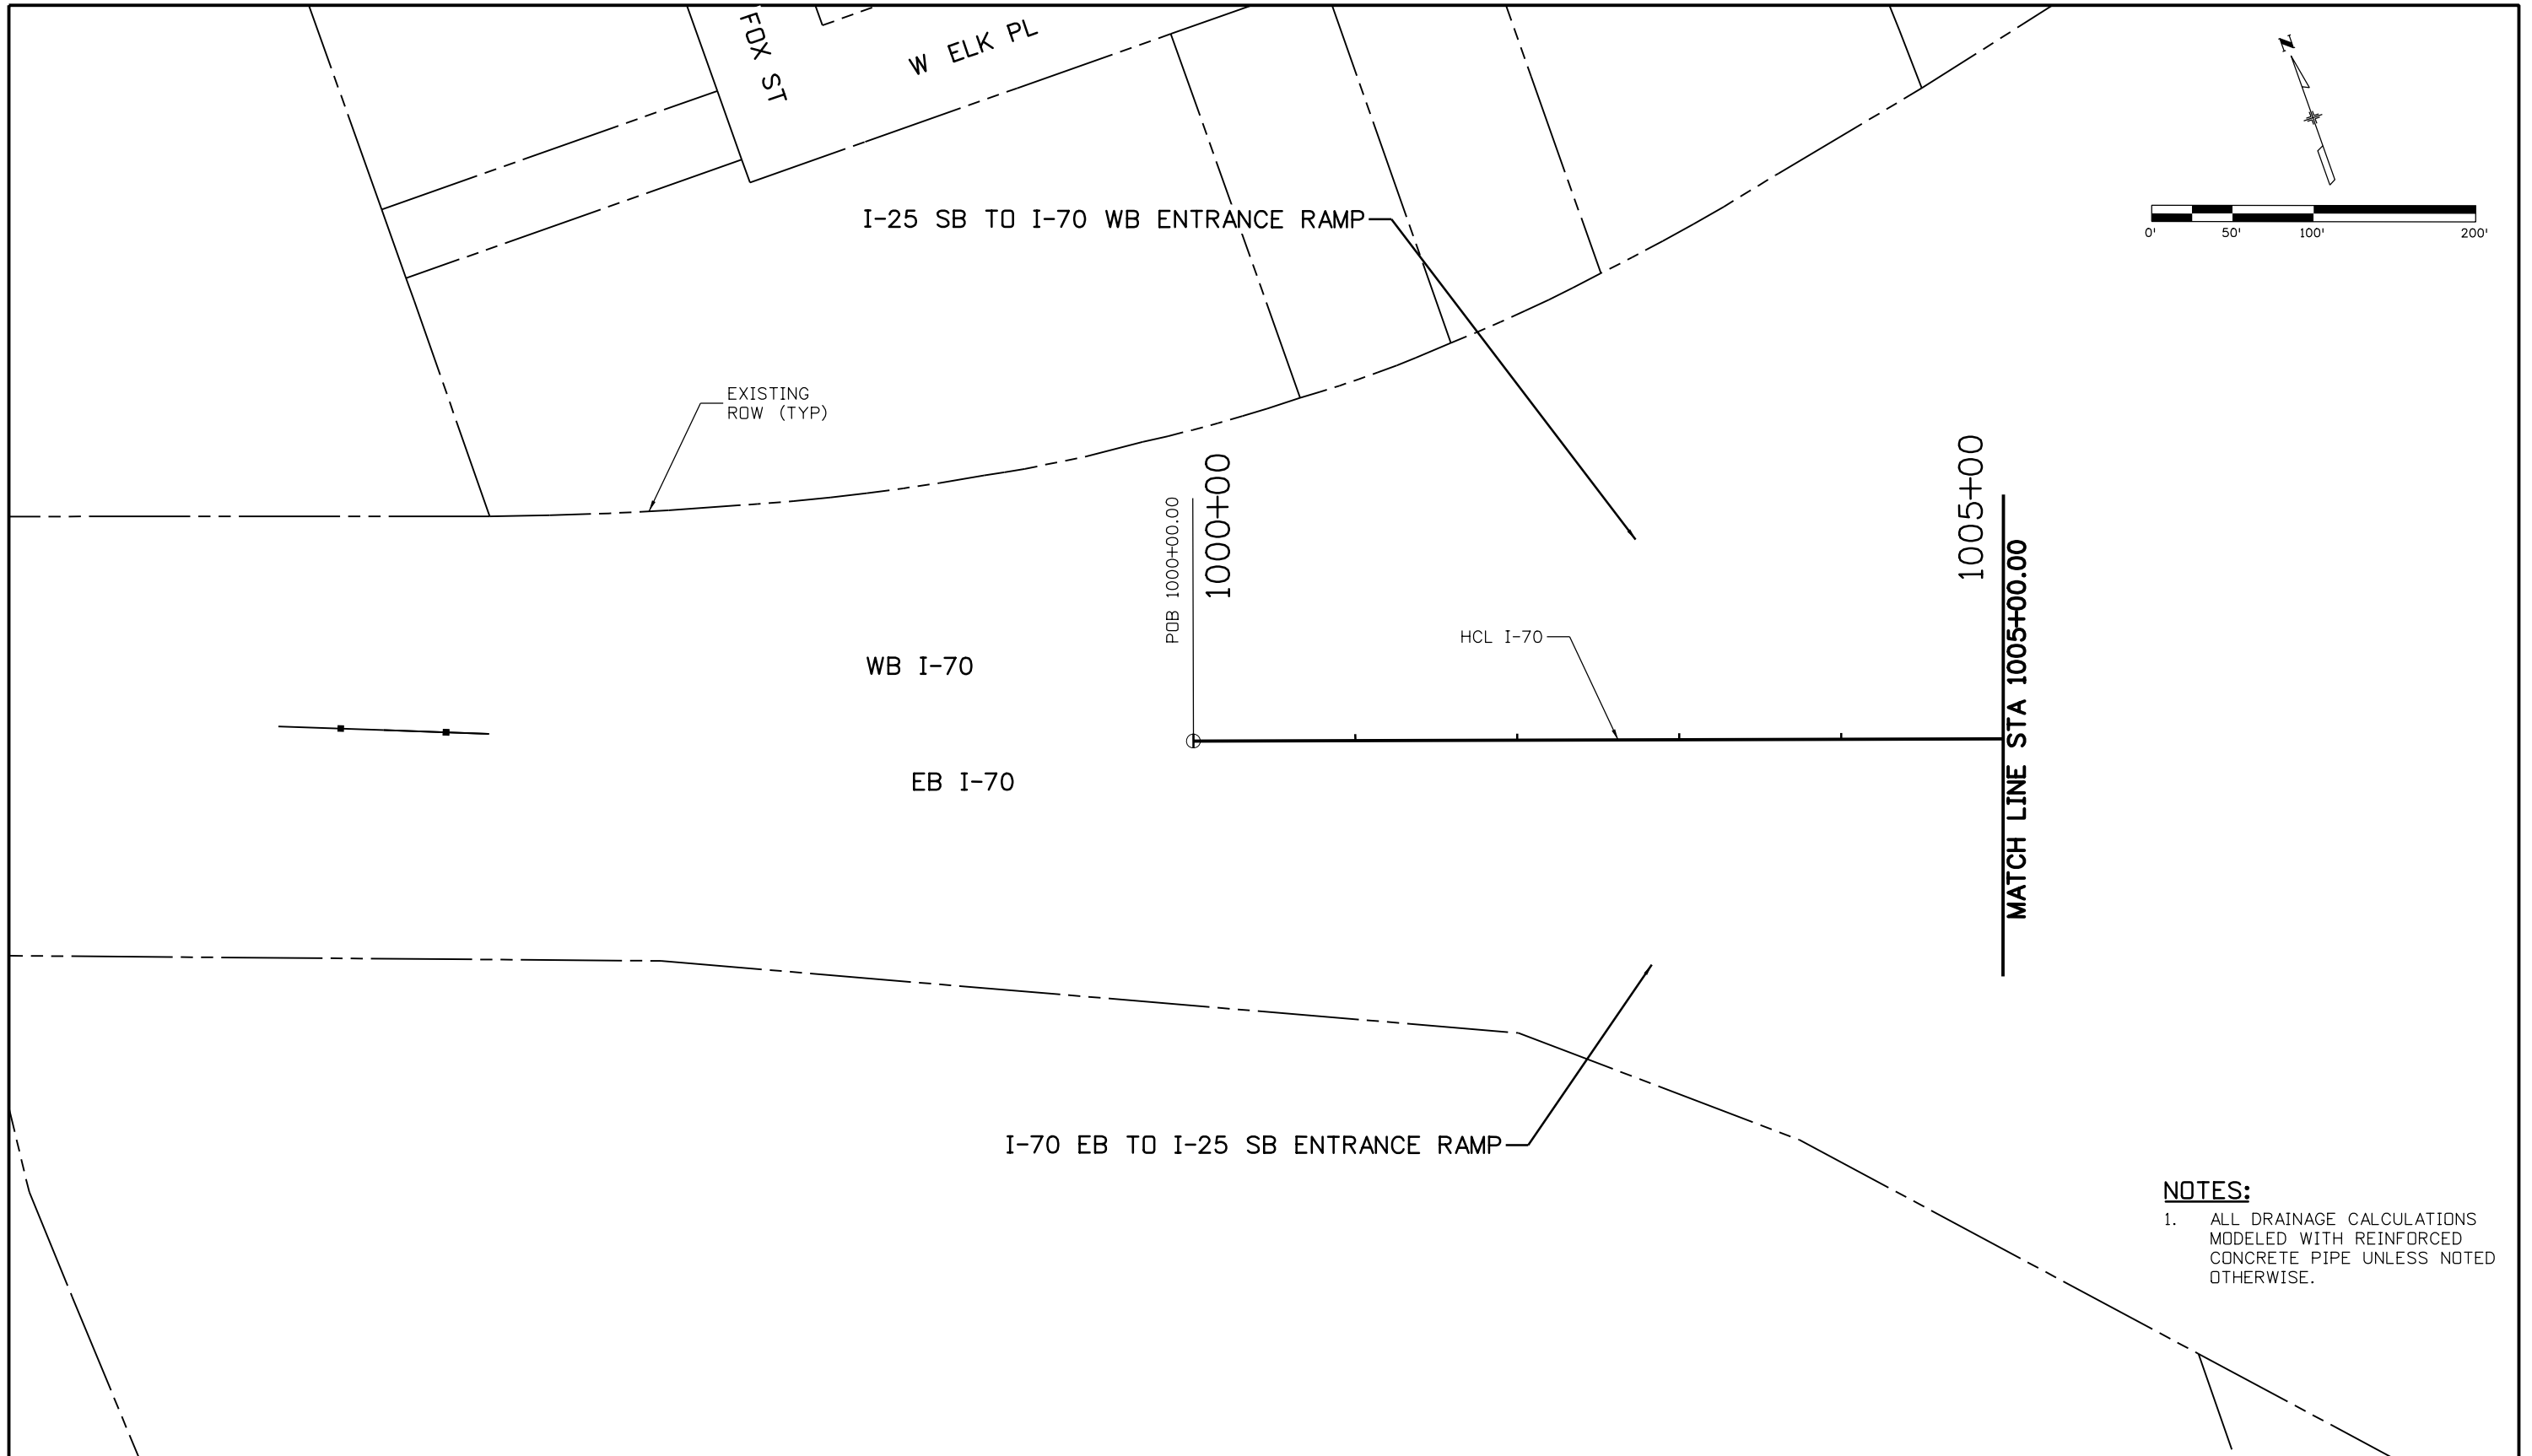 FOX ST
W ELK PL
N
0' 50' 100' 200'
I-25 SB TO I-70 WB ENTRANCE RAMP
EXISTING
ROW (TYP)
POB 1000+00.00
1000+00
1005+00
MATCH LINE STA 1005+00.00
HCL I-70
WB I-70
EB I-70
I-70 EB TO I-25 SB ENTRANCE RAMP
NOTES:
1. ALL DRAINAGE CALCULATIONS
MODELED WITH REINFORCED
CONCRETE PIPE UNLESS NOTED
OTHERWISE.